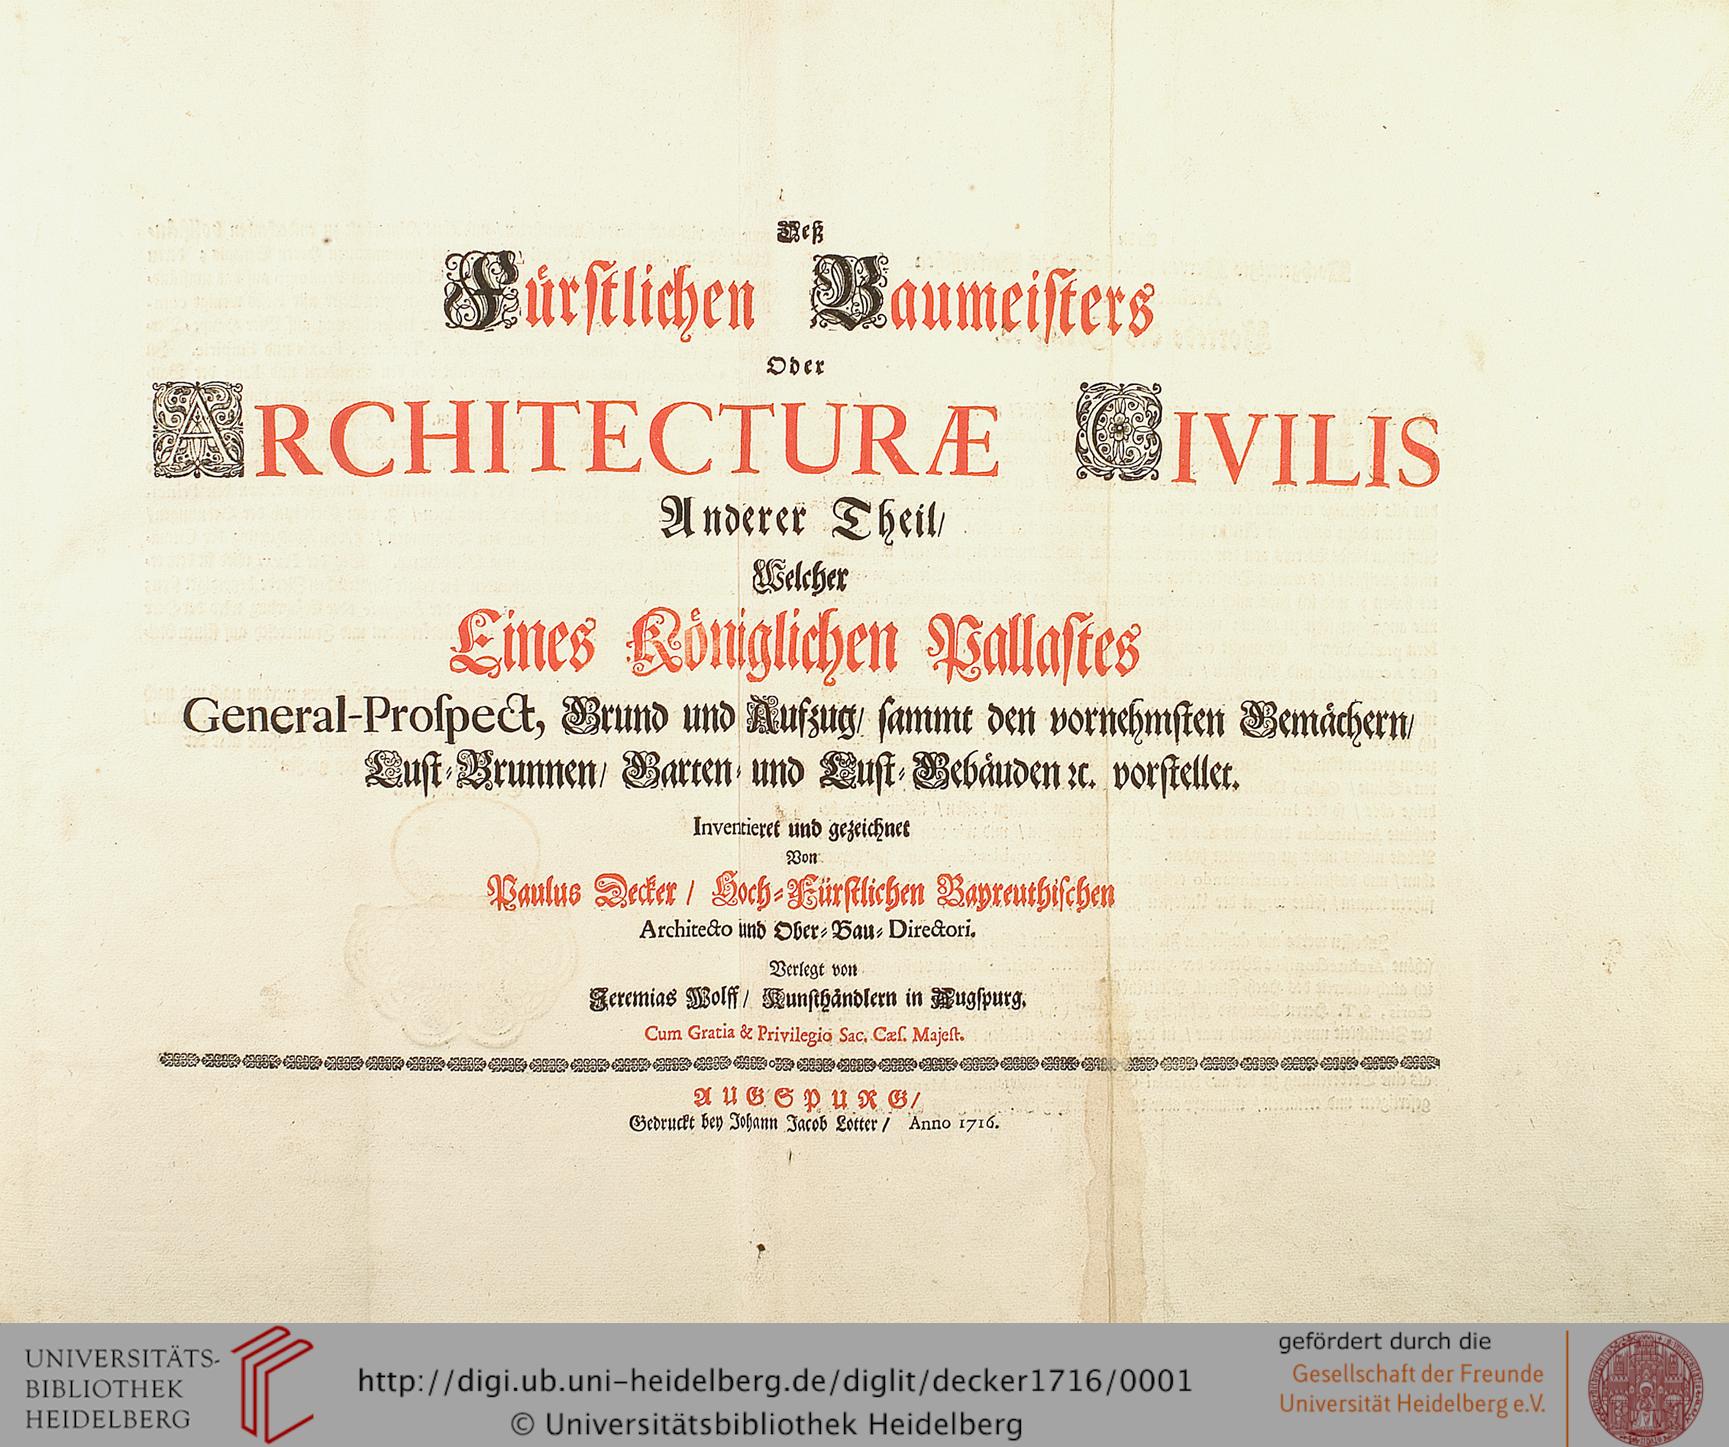 Deß
Fürſtlichen Baumeiſters
Oder
ARCHITECTURÆ CIVILIS
Anderer Theil/
Welcher
Eines Königlichen Pallaſtes
General-Proſpect, Grund und Aufzug/ ſammt den vornehmſten Gemächern/
Luſt-Brunnen/ Garten- und Luſt-Gebäuden ꝛc. vorſtellet.
Inventieret und gezeichnet
Von
Paulus Decker / Hoch-Fürſtlichen Bayreuthiſchen
Architecto und Ober-Bau-Directori.
Verlegt von
Jeremias Wolff / Kunſthändlern in Augſpurg.
Cum Gratia & Privilegio Sac. Cæſ. Majeſt.
AUGSPURG/
Gedruckt bey Johann Jacob Lotter / Anno 1716.
UNIVERSITÄTS-
BIBLIOTHEK
HEIDELBERG
http://digi.ub.uni-heidelberg.de/diglit/decker1716/0001
© Universitätsbibliothek Heidelberg
gefördert durch die
Gesellschaft der Freunde
Universität Heidelberg e.V.